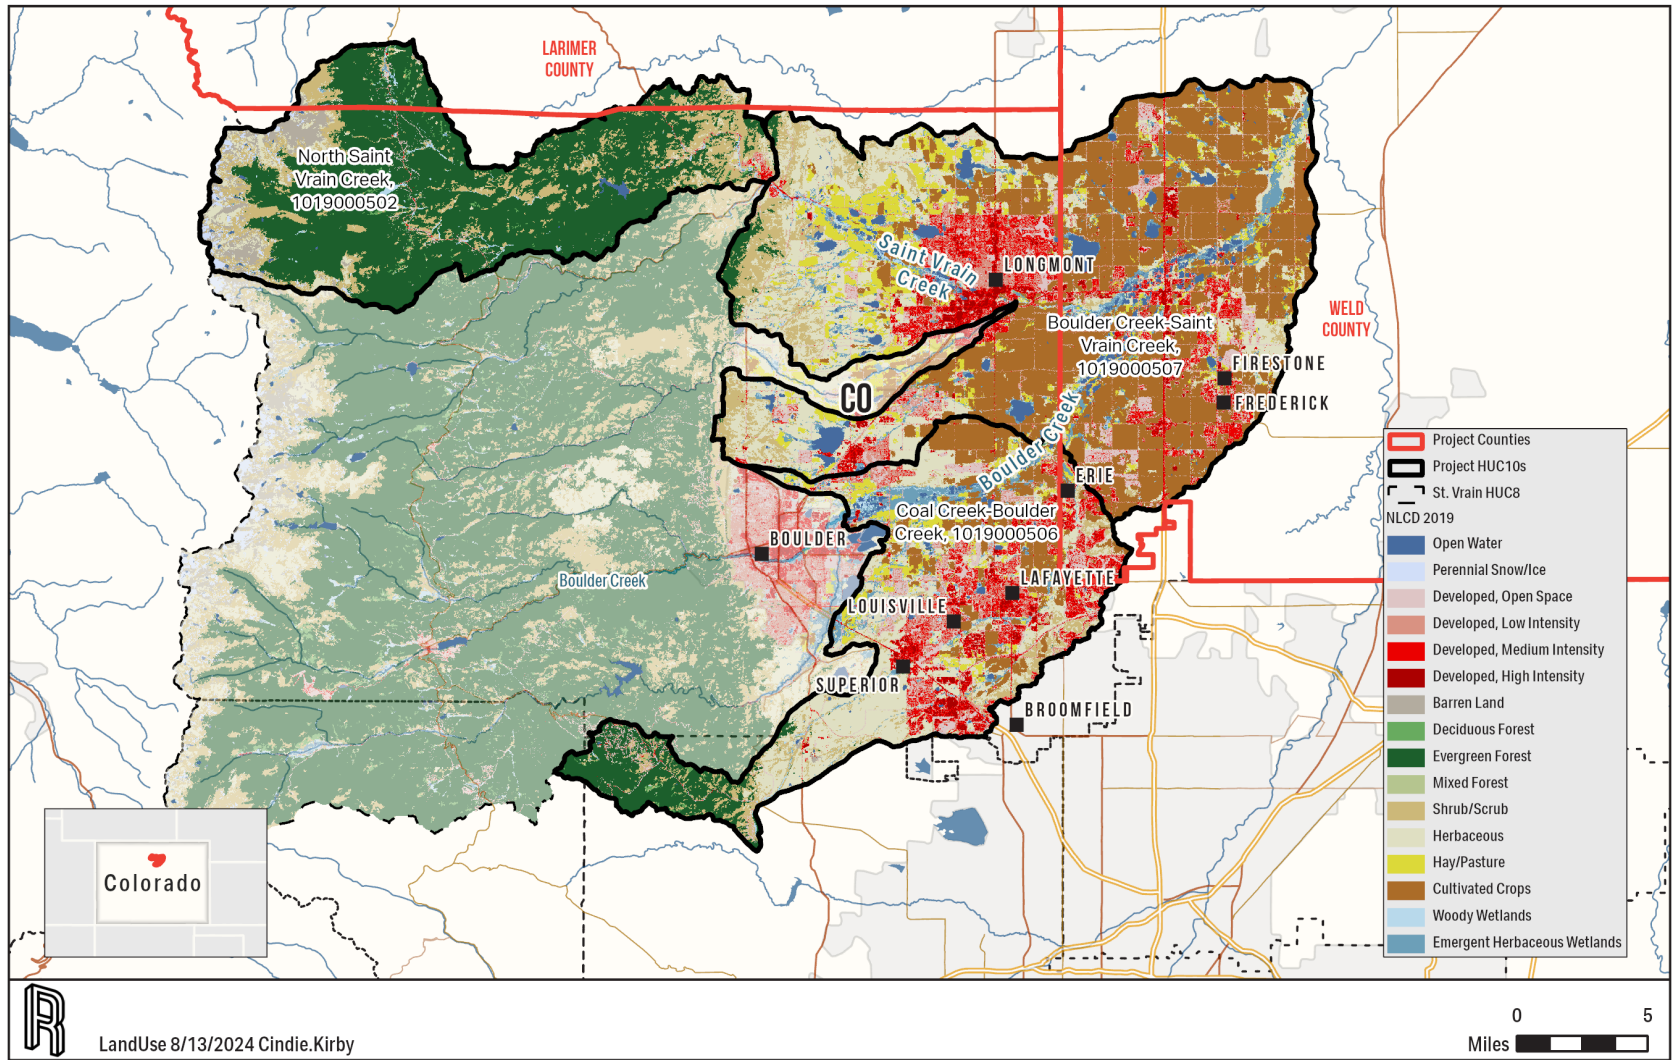 LARIMER
COUNTY
North Saint
Vrain Creek,
1019000502
Saint Vrain
Creek
LONGMONT
Boulder Creek-Saint
Vrain Creek,
1019000507
WELD
COUNTY
FIRESTONE
FREDERICK
CO
Boulder Creek
ERIE
Coal Creek-Boulder
Creek, 1019000506
BOULDER
Boulder Creek
LAFAYETTE
LOUISVILLE
SUPERIOR
BROOMFIELD
Project Counties
Project HUC10s
St. Vrain HUC8
NLCD 2019
Open Water
Perennial Snow/Ice
Developed, Open Space
Developed, Low Intensity
Developed, Medium Intensity
Developed, High Intensity
Barren Land
Deciduous Forest
Evergreen Forest
Mixed Forest
Shrub/Scrub
Herbaceous
Hay/Pasture
Cultivated Crops
Woody Wetlands
Emergent Herbaceous Wetlands
Colorado
R
LandUse 8/13/2024 Cindie.Kirby
0 5
Miles